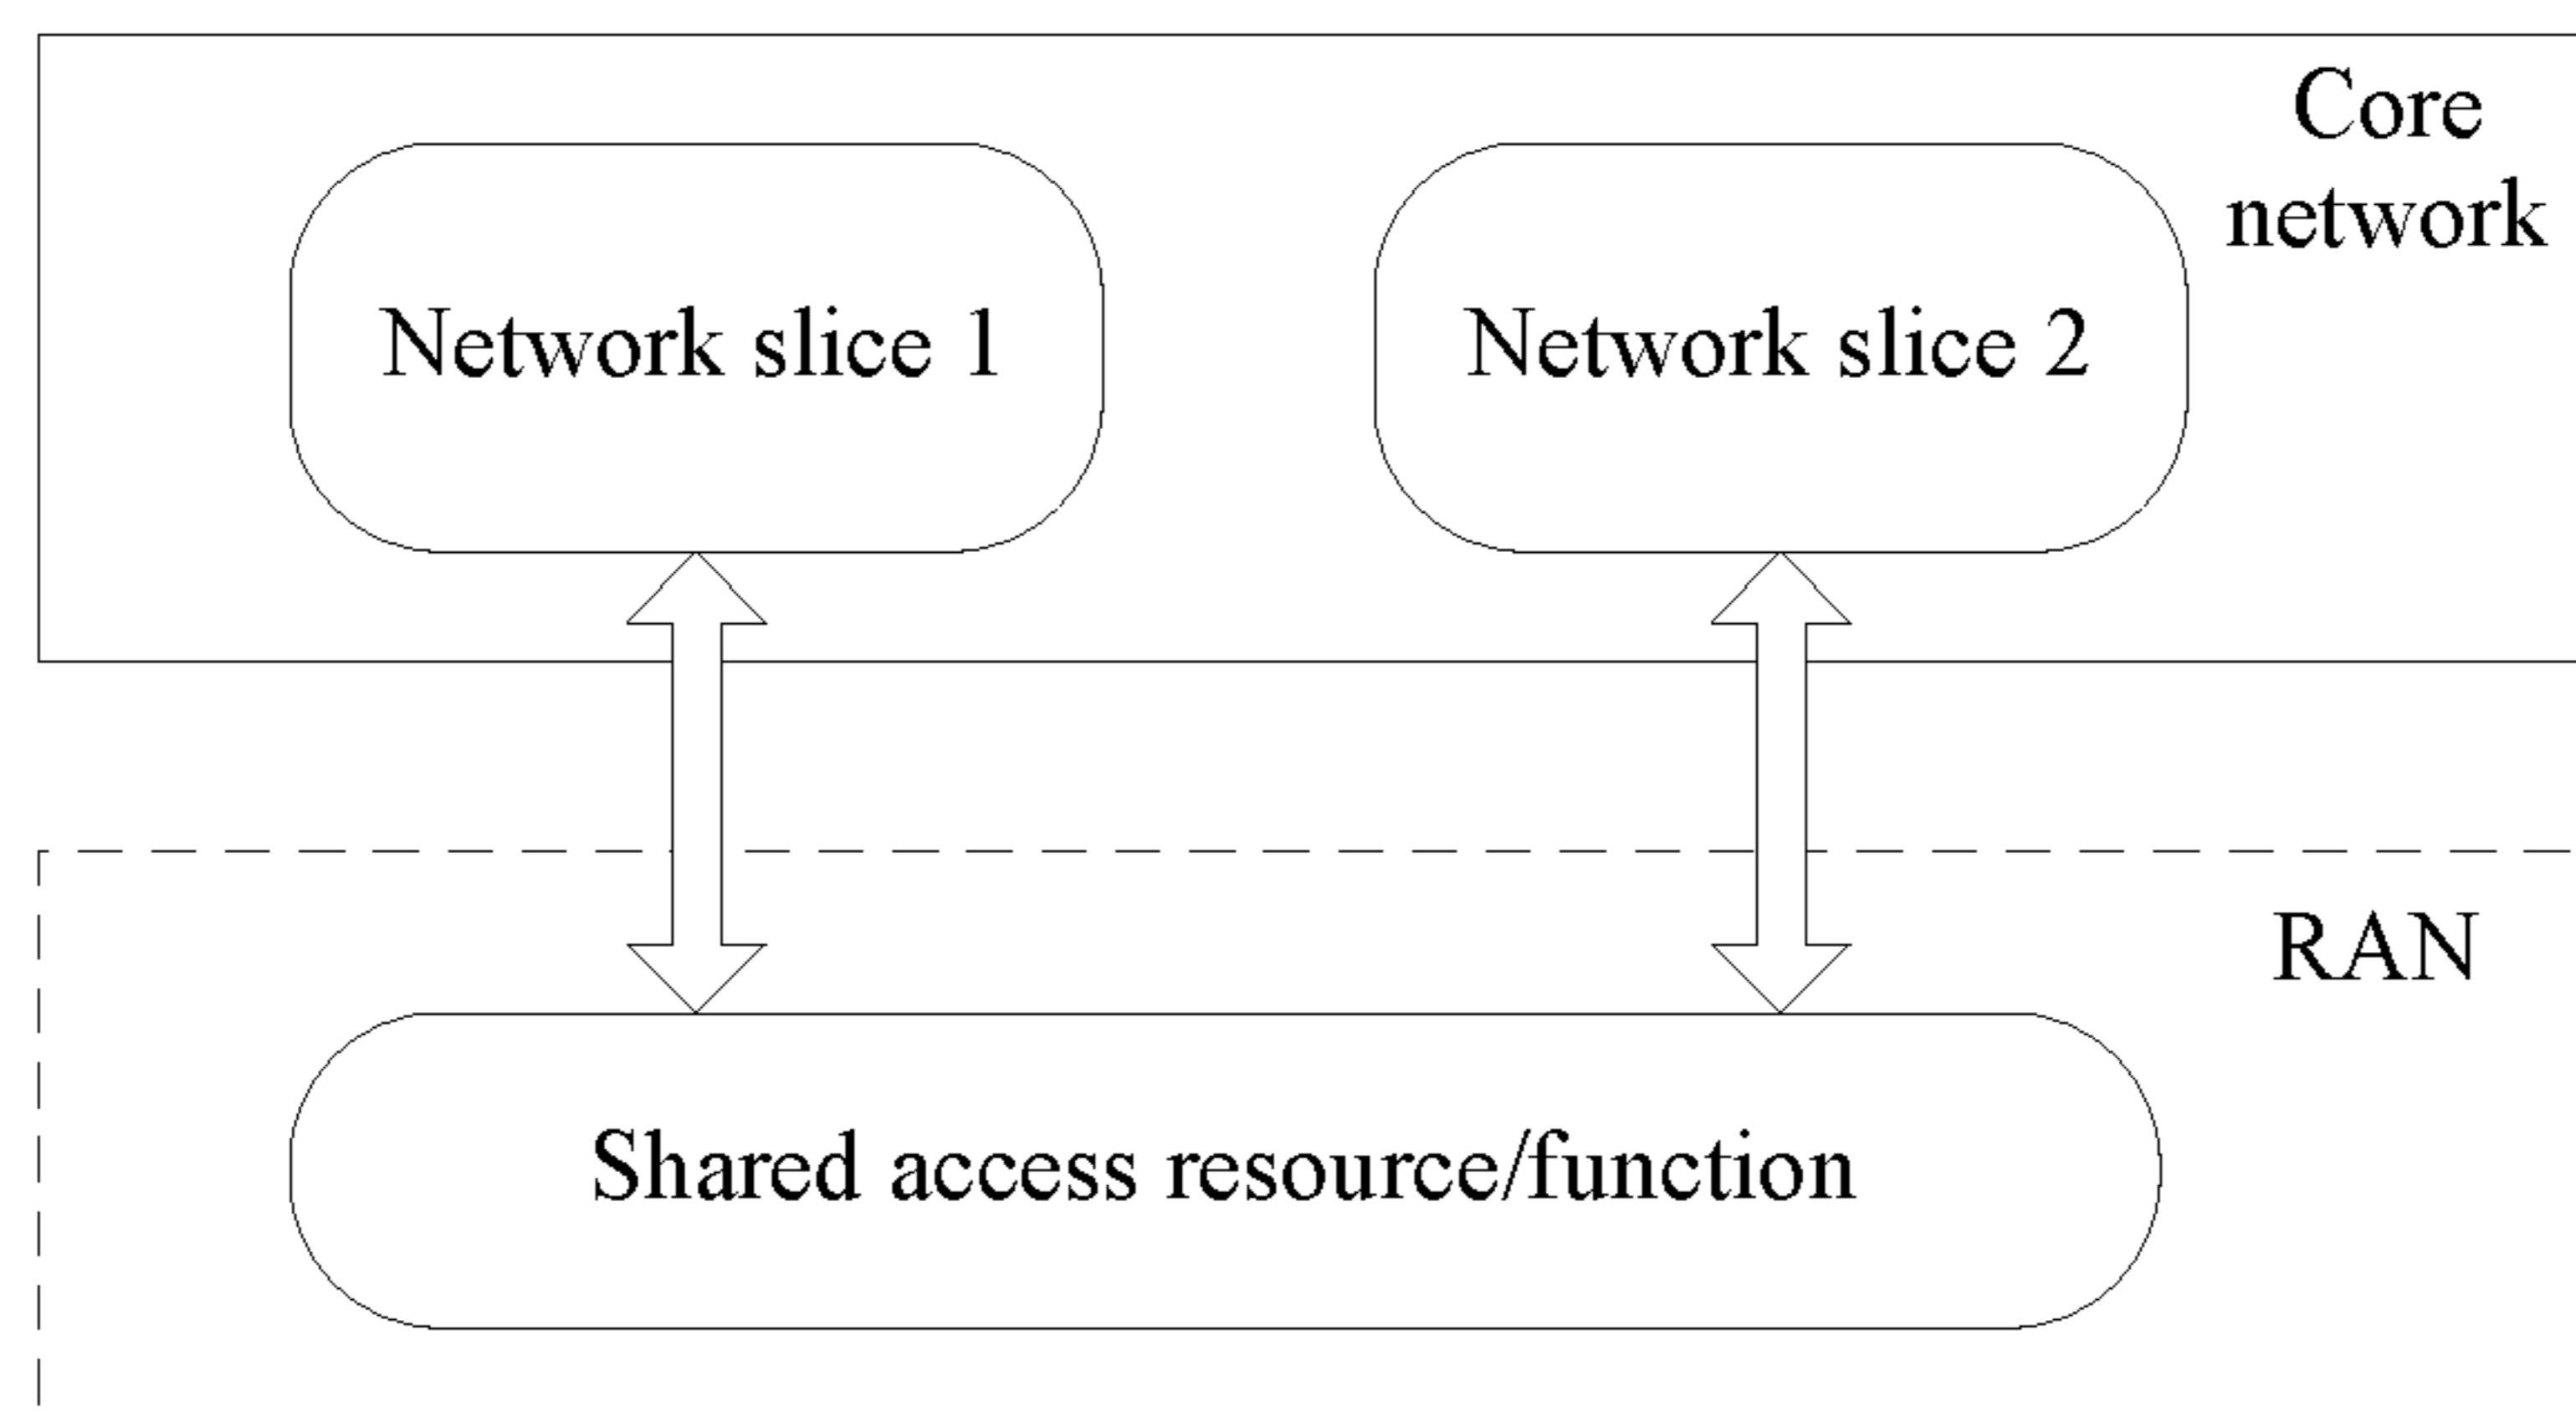 Core
network
Network slice 1
Network slice 2
RAN
Shared access resource/function